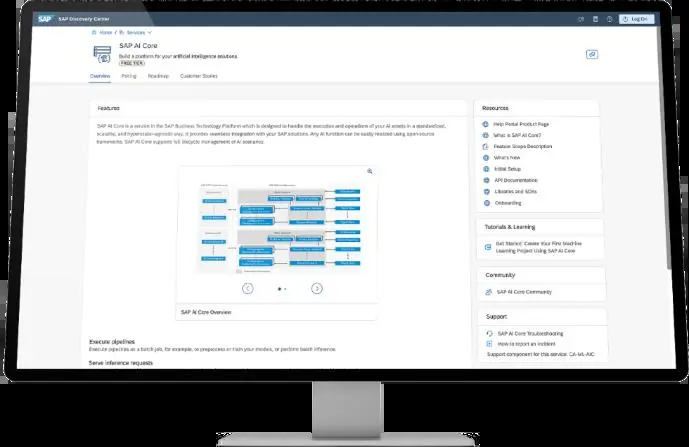 SAP SAP Discovery Center
Log On
Home / Services
SAP AI Core
Build a platform for your artificial intelligence solutions.
FREE TIER
Overview Pricing Roadmap Customer Stories
Features
SAP AI Core is a service in the SAP Business Technology Platform which is designed to handle the execution and operations of your AI assets in a standardized,
scalable, and hyperscaler-agnostic way. It provides seamless integration with your SAP solutions. Any AI function can be easily realized using open-source
frameworks. SAP AI Core supports full lifecycle management of AI scenarios.
SAP AI Core Overview
Execute pipelines
Execute pipelines as a batch job, for example, to preprocess or train your models, or perform batch inference.
Serve inference requests
Resources
Help Portal Product Page
What is SAP AI Core?
Feature Scope Description
What's New
Initial Setup
API Documentation
Libraries and SDKs
Onboarding
Tutorials & Learning
Get Started: Create Your First Machine
Learning Project Using SAP AI Core
Community
SAP AI Core Community
Support
SAP AI Core Troubleshooting
How to report an incident
Support component for this service: CA-ML-AIC